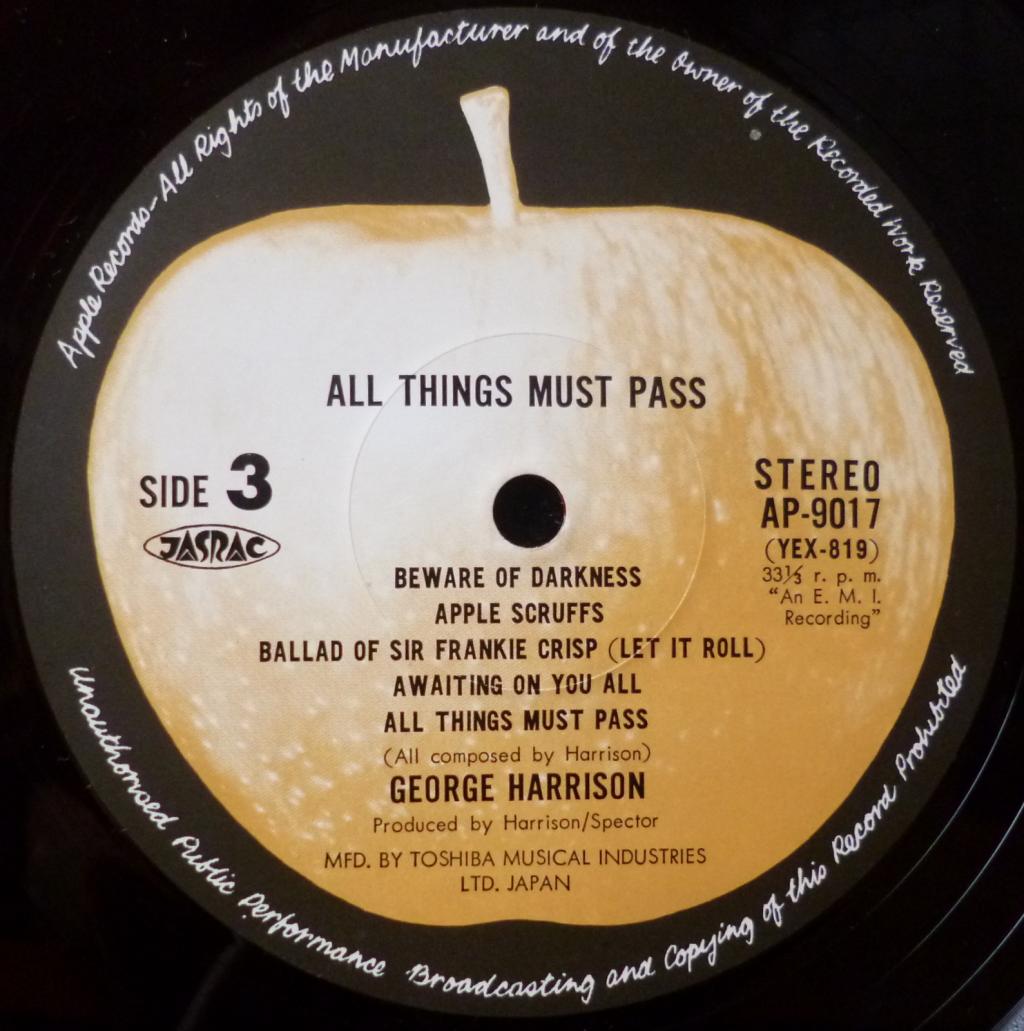 Apple Records-All Rights of the Manufacturer and of the Owner of the Recorded Work Reserved
ALL THINGS MUST PASS
SIDE 3
JASRAC
STEREO
AP-9017
(YEX-819)
33⅓ r. p. m.
"An E. M. I.
Recording"
BEWARE OF DARKNESS
APPLE SCRUFFS
BALLAD OF SIR FRANKIE CRISP (LET IT ROLL)
AWAITING ON YOU ALL
ALL THINGS MUST PASS
(All composed by Harrison)
GEORGE HARRISON
Produced by Harrison/Spector
MFD. BY TOSHIBA MUSICAL INDUSTRIES
LTD. JAPAN
Unauthorised Public Performance Broadcasting and Copying of this Record Prohibited